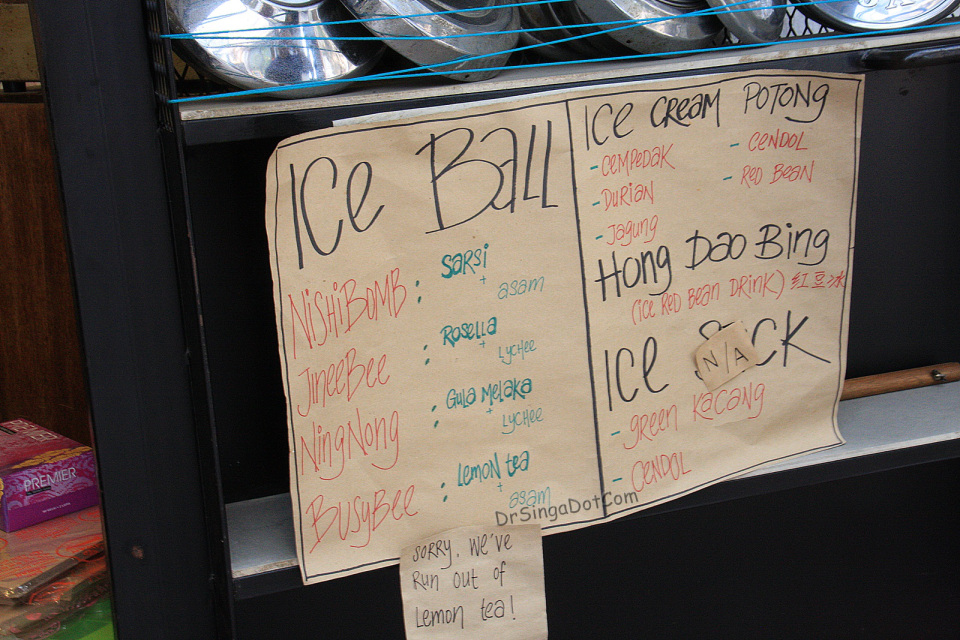 Ice Ball
NishiBomb : Sarsi
+
asam
JineeBee : Rosella
+
Lychee
NingNong : Gula Melaka
+
Lychee
BusyBee : Lemon tea
+
asam
Ice cream Potong
- Cempedak
- Durian
- Jagung
- Cendol
- Red Bean
Hong Dao Bing
(ice Red Bean Drink) 红豆冰
Ice
N/A
CK
- green Kacang
- Cendol
DrSingaDotCom
Sorry, we've
Run out of
Lemon tea!
PREMIER